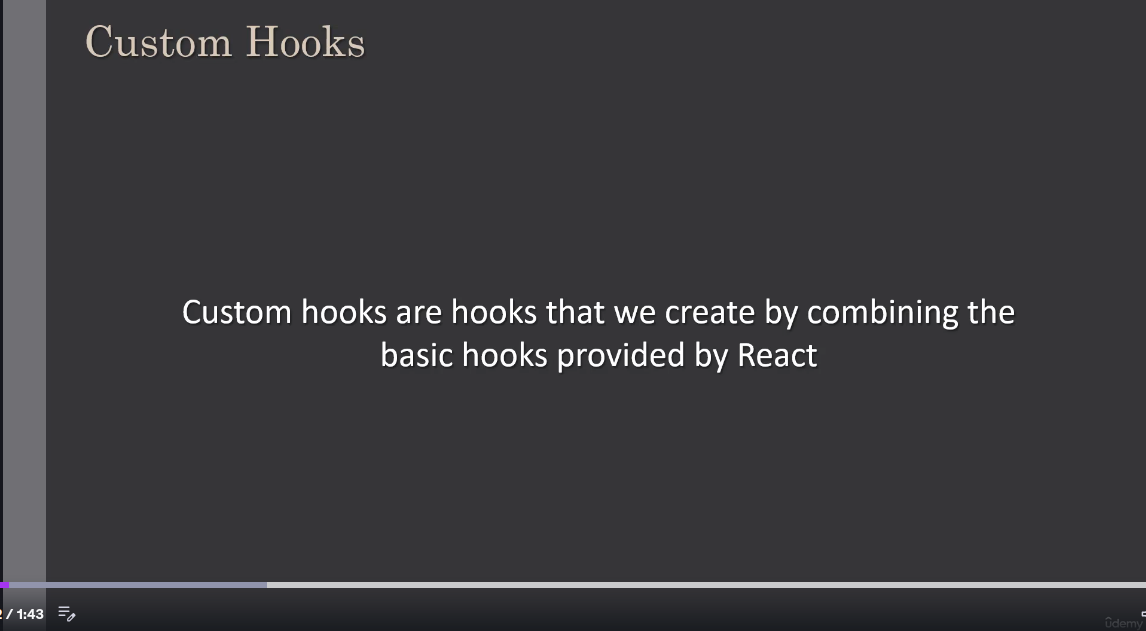 Custom Hooks
Custom hooks are hooks that we create by combining the
basic hooks provided by React
/ 1:43
ûdemy